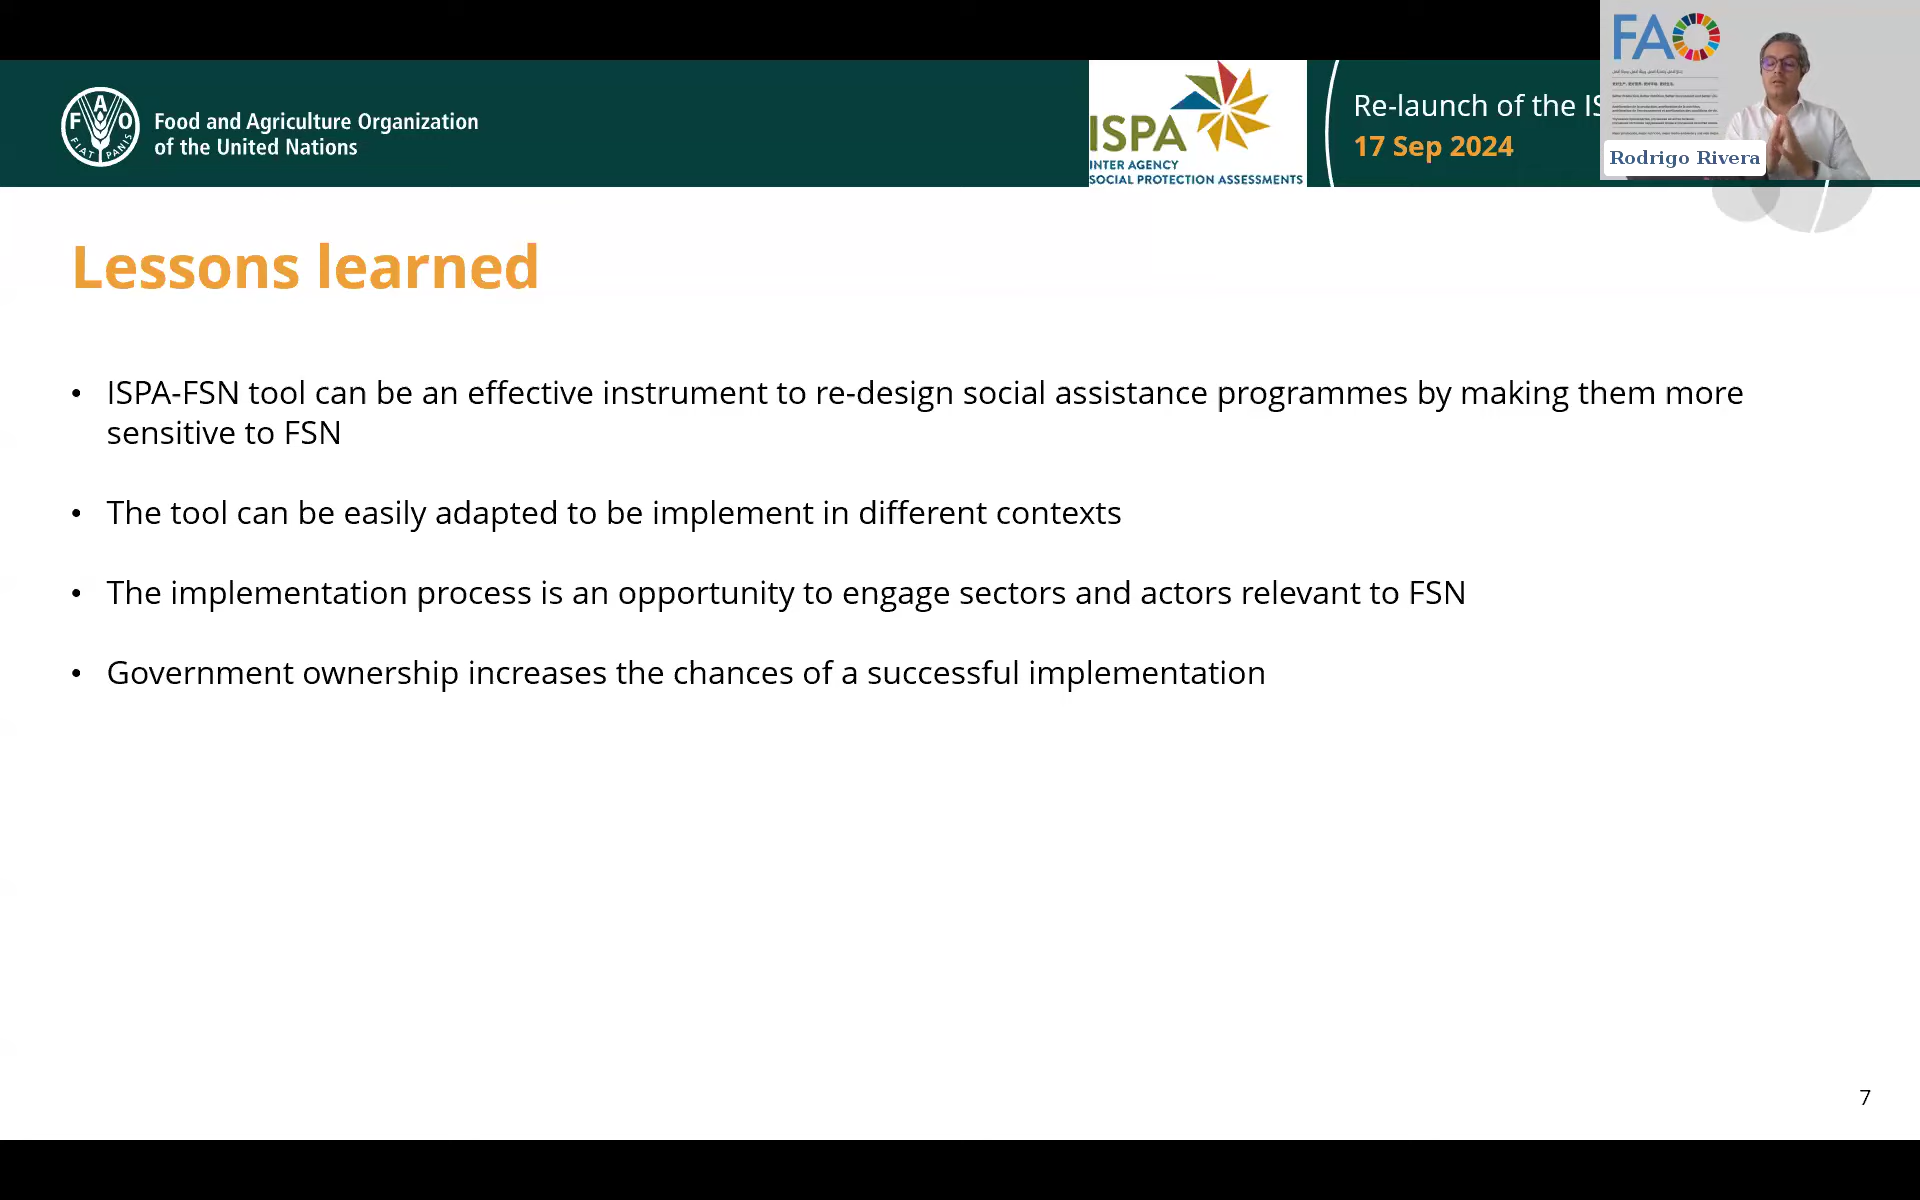 Food and Agriculture Organization
of the United Nations
FAO
FIAT PANIS
ISPA
INTER AGENCY
SOCIAL PROTECTION ASSESSMENTS
Re-launch of the
17 Sep 2024
FAO
Rodrigo Rivera
Lessons learned
• ISPA-FSN tool can be an effective instrument to re-design social assistance programmes by making them more
sensitive to FSN
• The tool can be easily adapted to be implement in different contexts
• The implementation process is an opportunity to engage sectors and actors relevant to FSN
• Government ownership increases the chances of a successful implementation
7